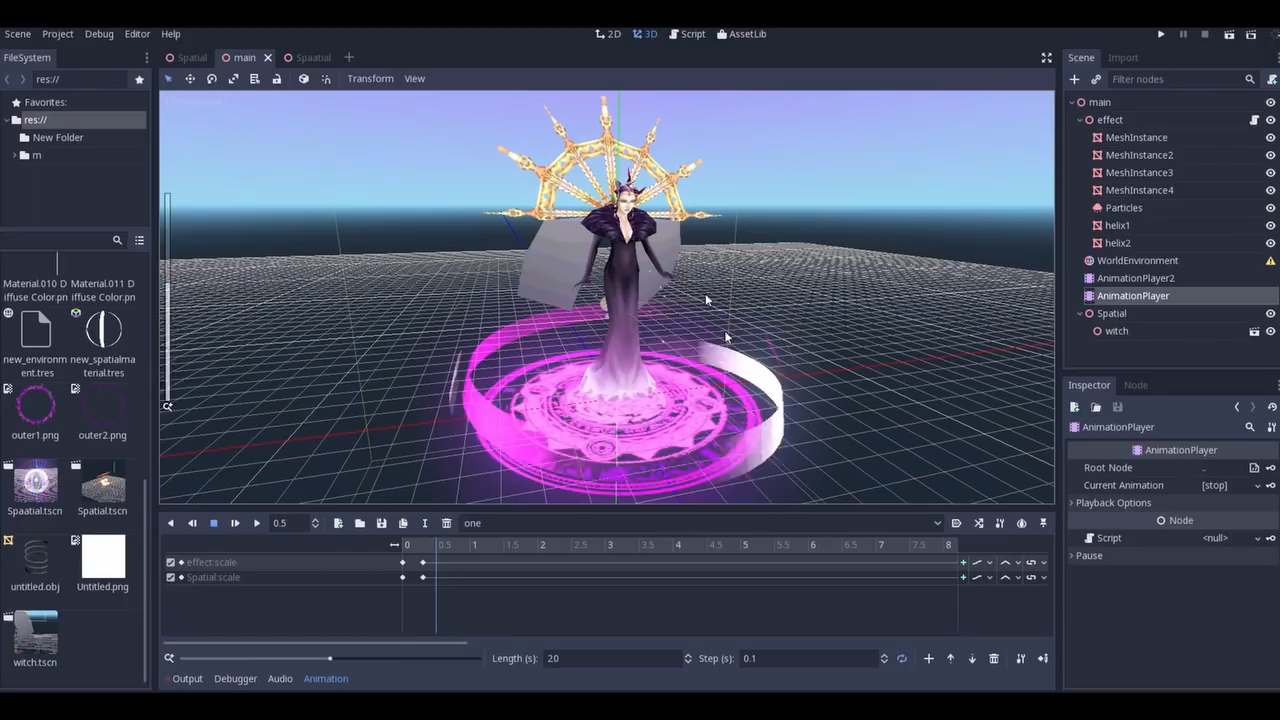 Scene Project Debug Editor Help
2D 3D Script AssetLib
FileSystem
Spatial main Spaatial
Scene Import
res://
Transform View
Filter nodes
Favorites:
res://
New Folder
m
main
effect
MeshInstance
MeshInstance2
MeshInstance3
MeshInstance4
Particles
helix1
helix2
WorldEnvironment
AnimationPlayer2
AnimationPlayer
Spatial
witch
Material.010 D
iffuse Color.pn
Material.011 D
iffuse Color.pn
new_environm
ent.tres
new_spatialma
terial.tres
outer1.png
outer2.png
Spaatial.tscn
Spatial.tscn
untitled.obj
Untitled.png
witch.tscn
Inspector Node
AnimationPlayer
AnimationPlayer
Root Node ..
Current Animation [stop]
Playback Options
Node
Script <null>
Pause
0.5 one
0 0.5 1 1.5 2 2.5 3 3.5 4 4.5 5 5.5 6 6.5 7 7.5 8
effect:scale
Spatial:scale
Length (s): 20 Step (s): 0.1
Output Debugger Audio Animation